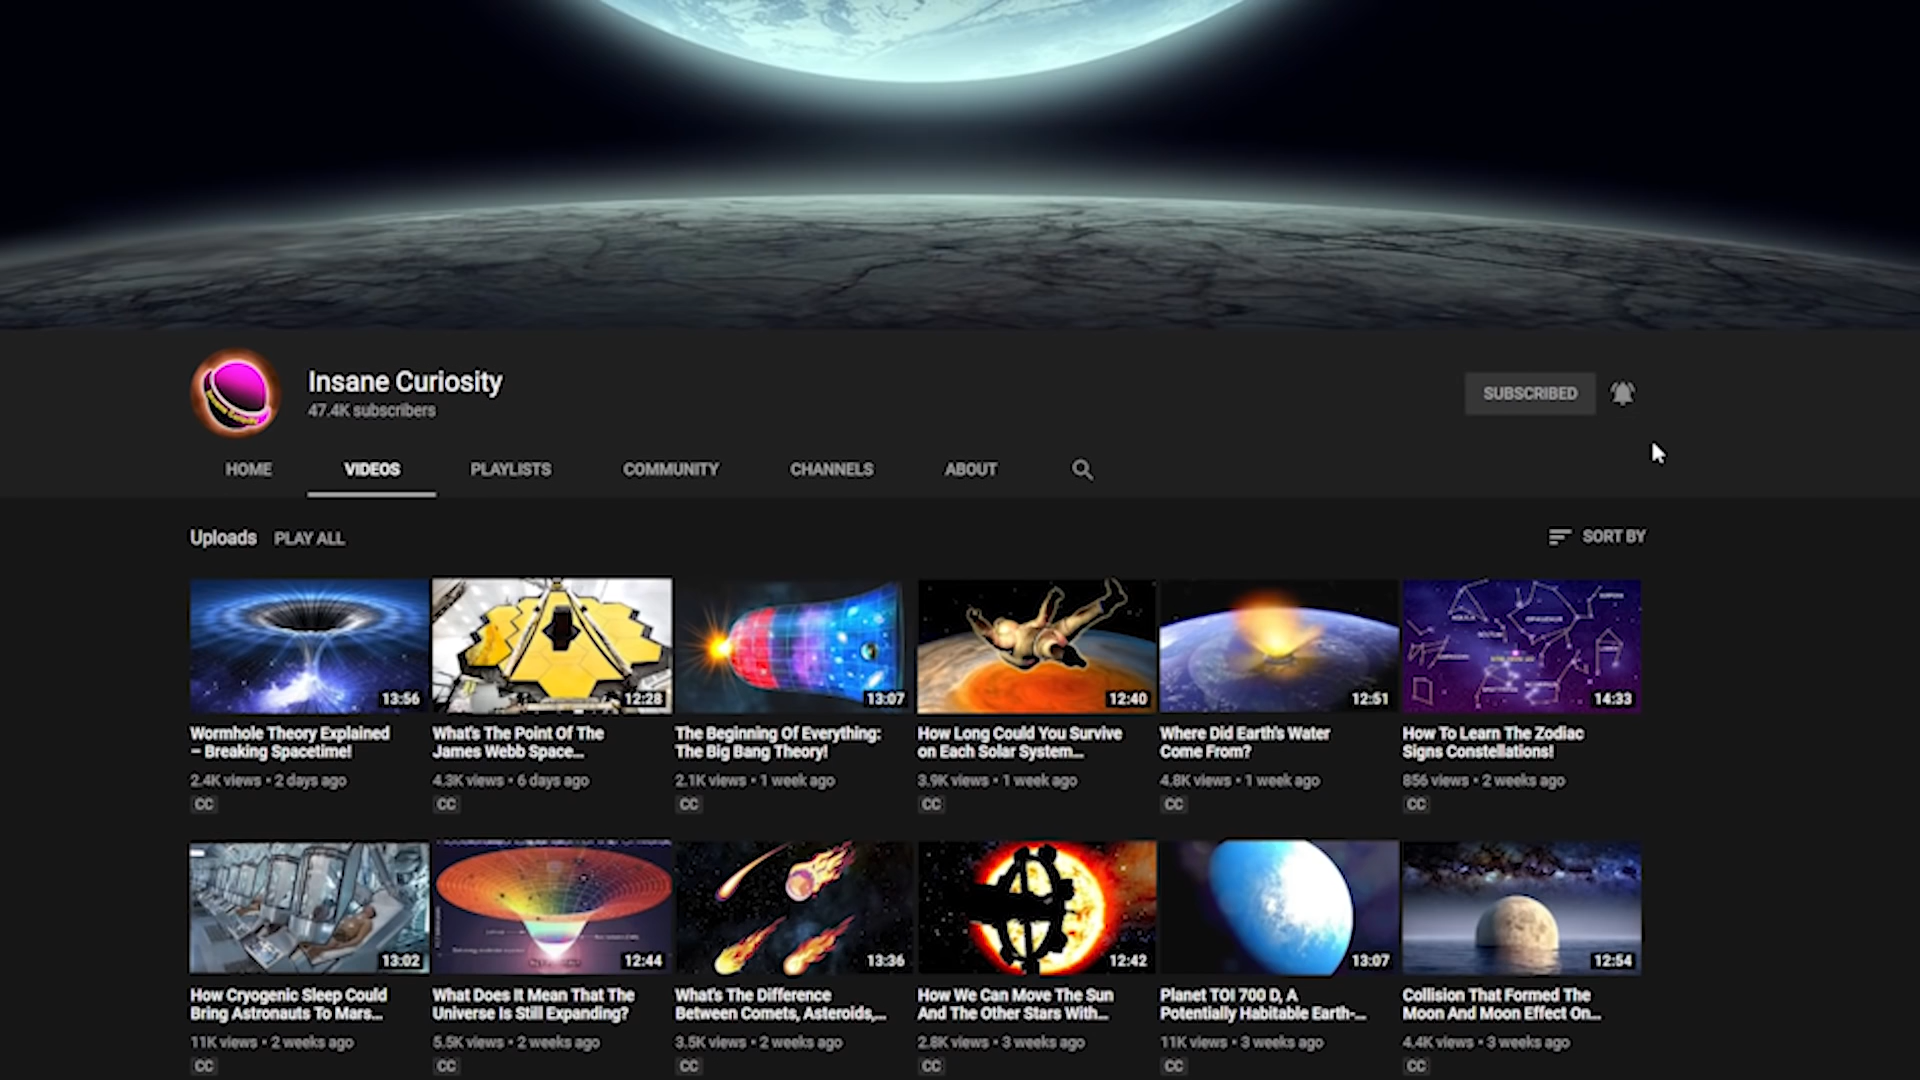 Insane Curiosity
47.4K subscribers
SUBSCRIBED
HOME VIDEOS PLAYLISTS COMMUNITY CHANNELS ABOUT
Uploads PLAY ALL
SORT BY
13:56
12:28
13:07
12:40
12:51
14:33
Wormhole Theory Explained
– Breaking Spacetime!
2.4K views • 2 days ago
CC
What's The Point Of The
James Webb Space...
4.3K views • 6 days ago
CC
The Beginning Of Everything:
The Big Bang Theory!
2.1K views • 1 week ago
CC
How Long Could You Survive
on Each Solar System...
3.9K views • 1 week ago
CC
Where Did Earth's Water
Come From?
4.8K views • 1 week ago
CC
How To Learn The Zodiac
Signs Constellations!
856 views • 2 weeks ago
CC
13:02
12:44
13:36
12:42
13:07
12:54
How Cryogenic Sleep Could
Bring Astronauts To Mars...
11K views • 2 weeks ago
CC
What Does It Mean That The
Universe Is Still Expanding?
5.5K views • 2 weeks ago
CC
What's The Difference
Between Comets, Asteroids,...
3.5K views • 2 weeks ago
CC
How We Can Move The Sun
And The Other Stars With...
2.8K views • 3 weeks ago
CC
Planet TOI 700 D, A
Potentially Habitable Earth-...
11K views • 3 weeks ago
CC
Collision That Formed The
Moon And Moon Effect On...
4.4K views • 3 weeks ago
CC